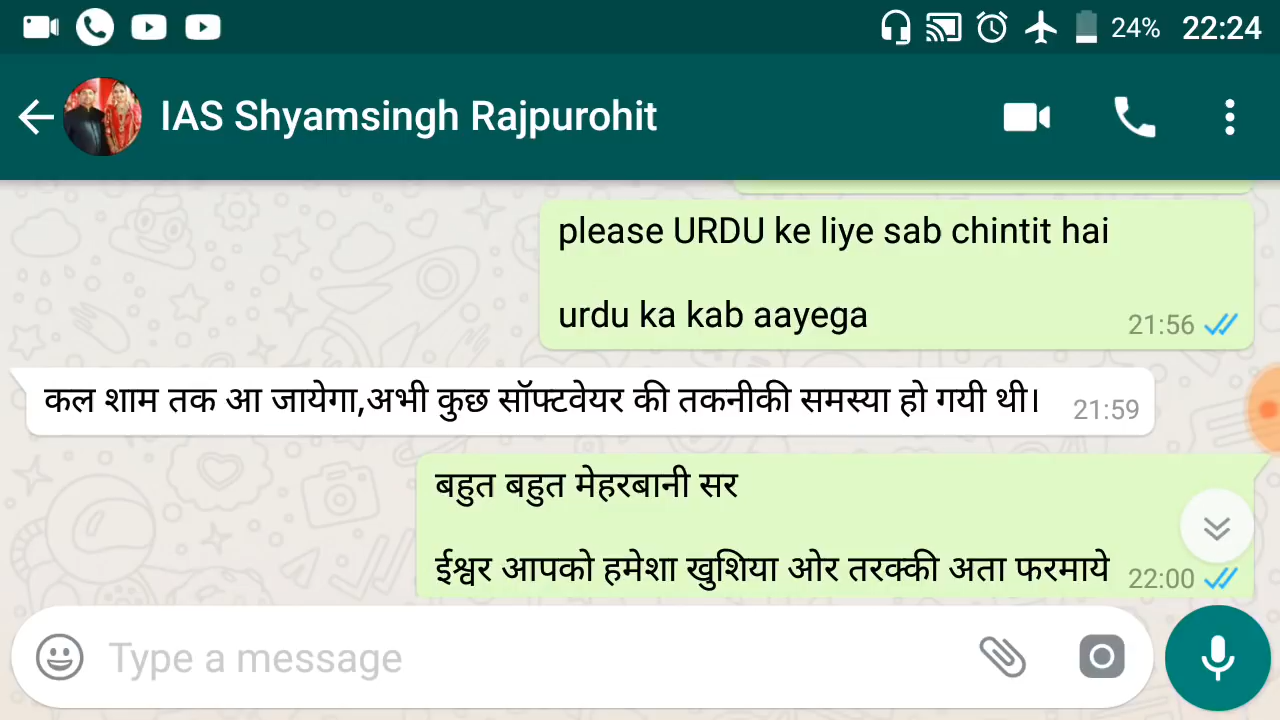 24% 22:24
IAS Shyamsingh Rajpurohit
please URDU ke liye sab chintit hai
urdu ka kab aayega
21:56
कल शाम तक आ जायेगा,अभी कुछ सॉफ्टवेयर की तकनीकी समस्या हो गयी थी।
21:59
बहुत बहुत मेहरबानी सर
ईश्वर आपको हमेशा खुशिया ओर तरक्की अता फरमाये
22:00
Type a message